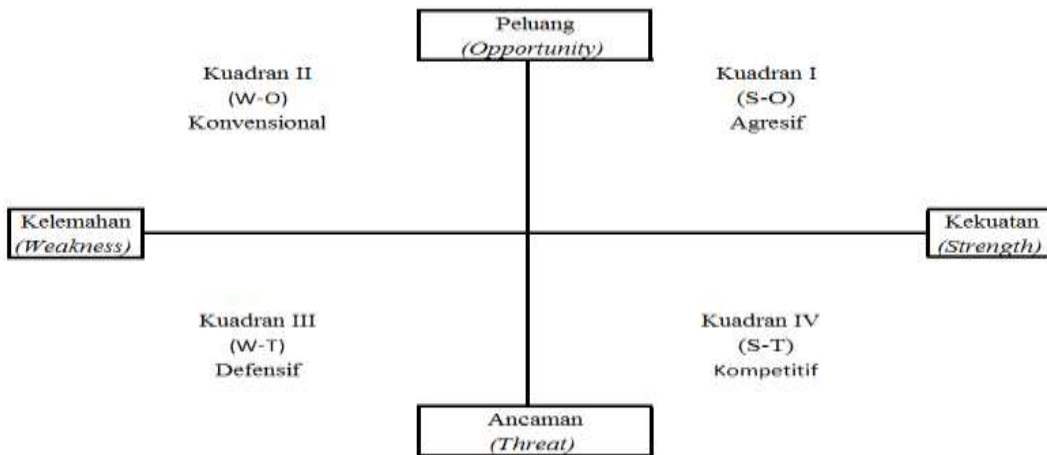 Peluang
(Opportunity)
Kuadran II
(W-O)
Konvensional
Kuadran I
(S-O)
Agresif
Kelemahan
(Weakness)
Kekuatan
(Strength)
Kuadran III
(W-T)
Defensif
Kuadran IV
(S-T)
Kompetitif
Ancaman
(Threat)